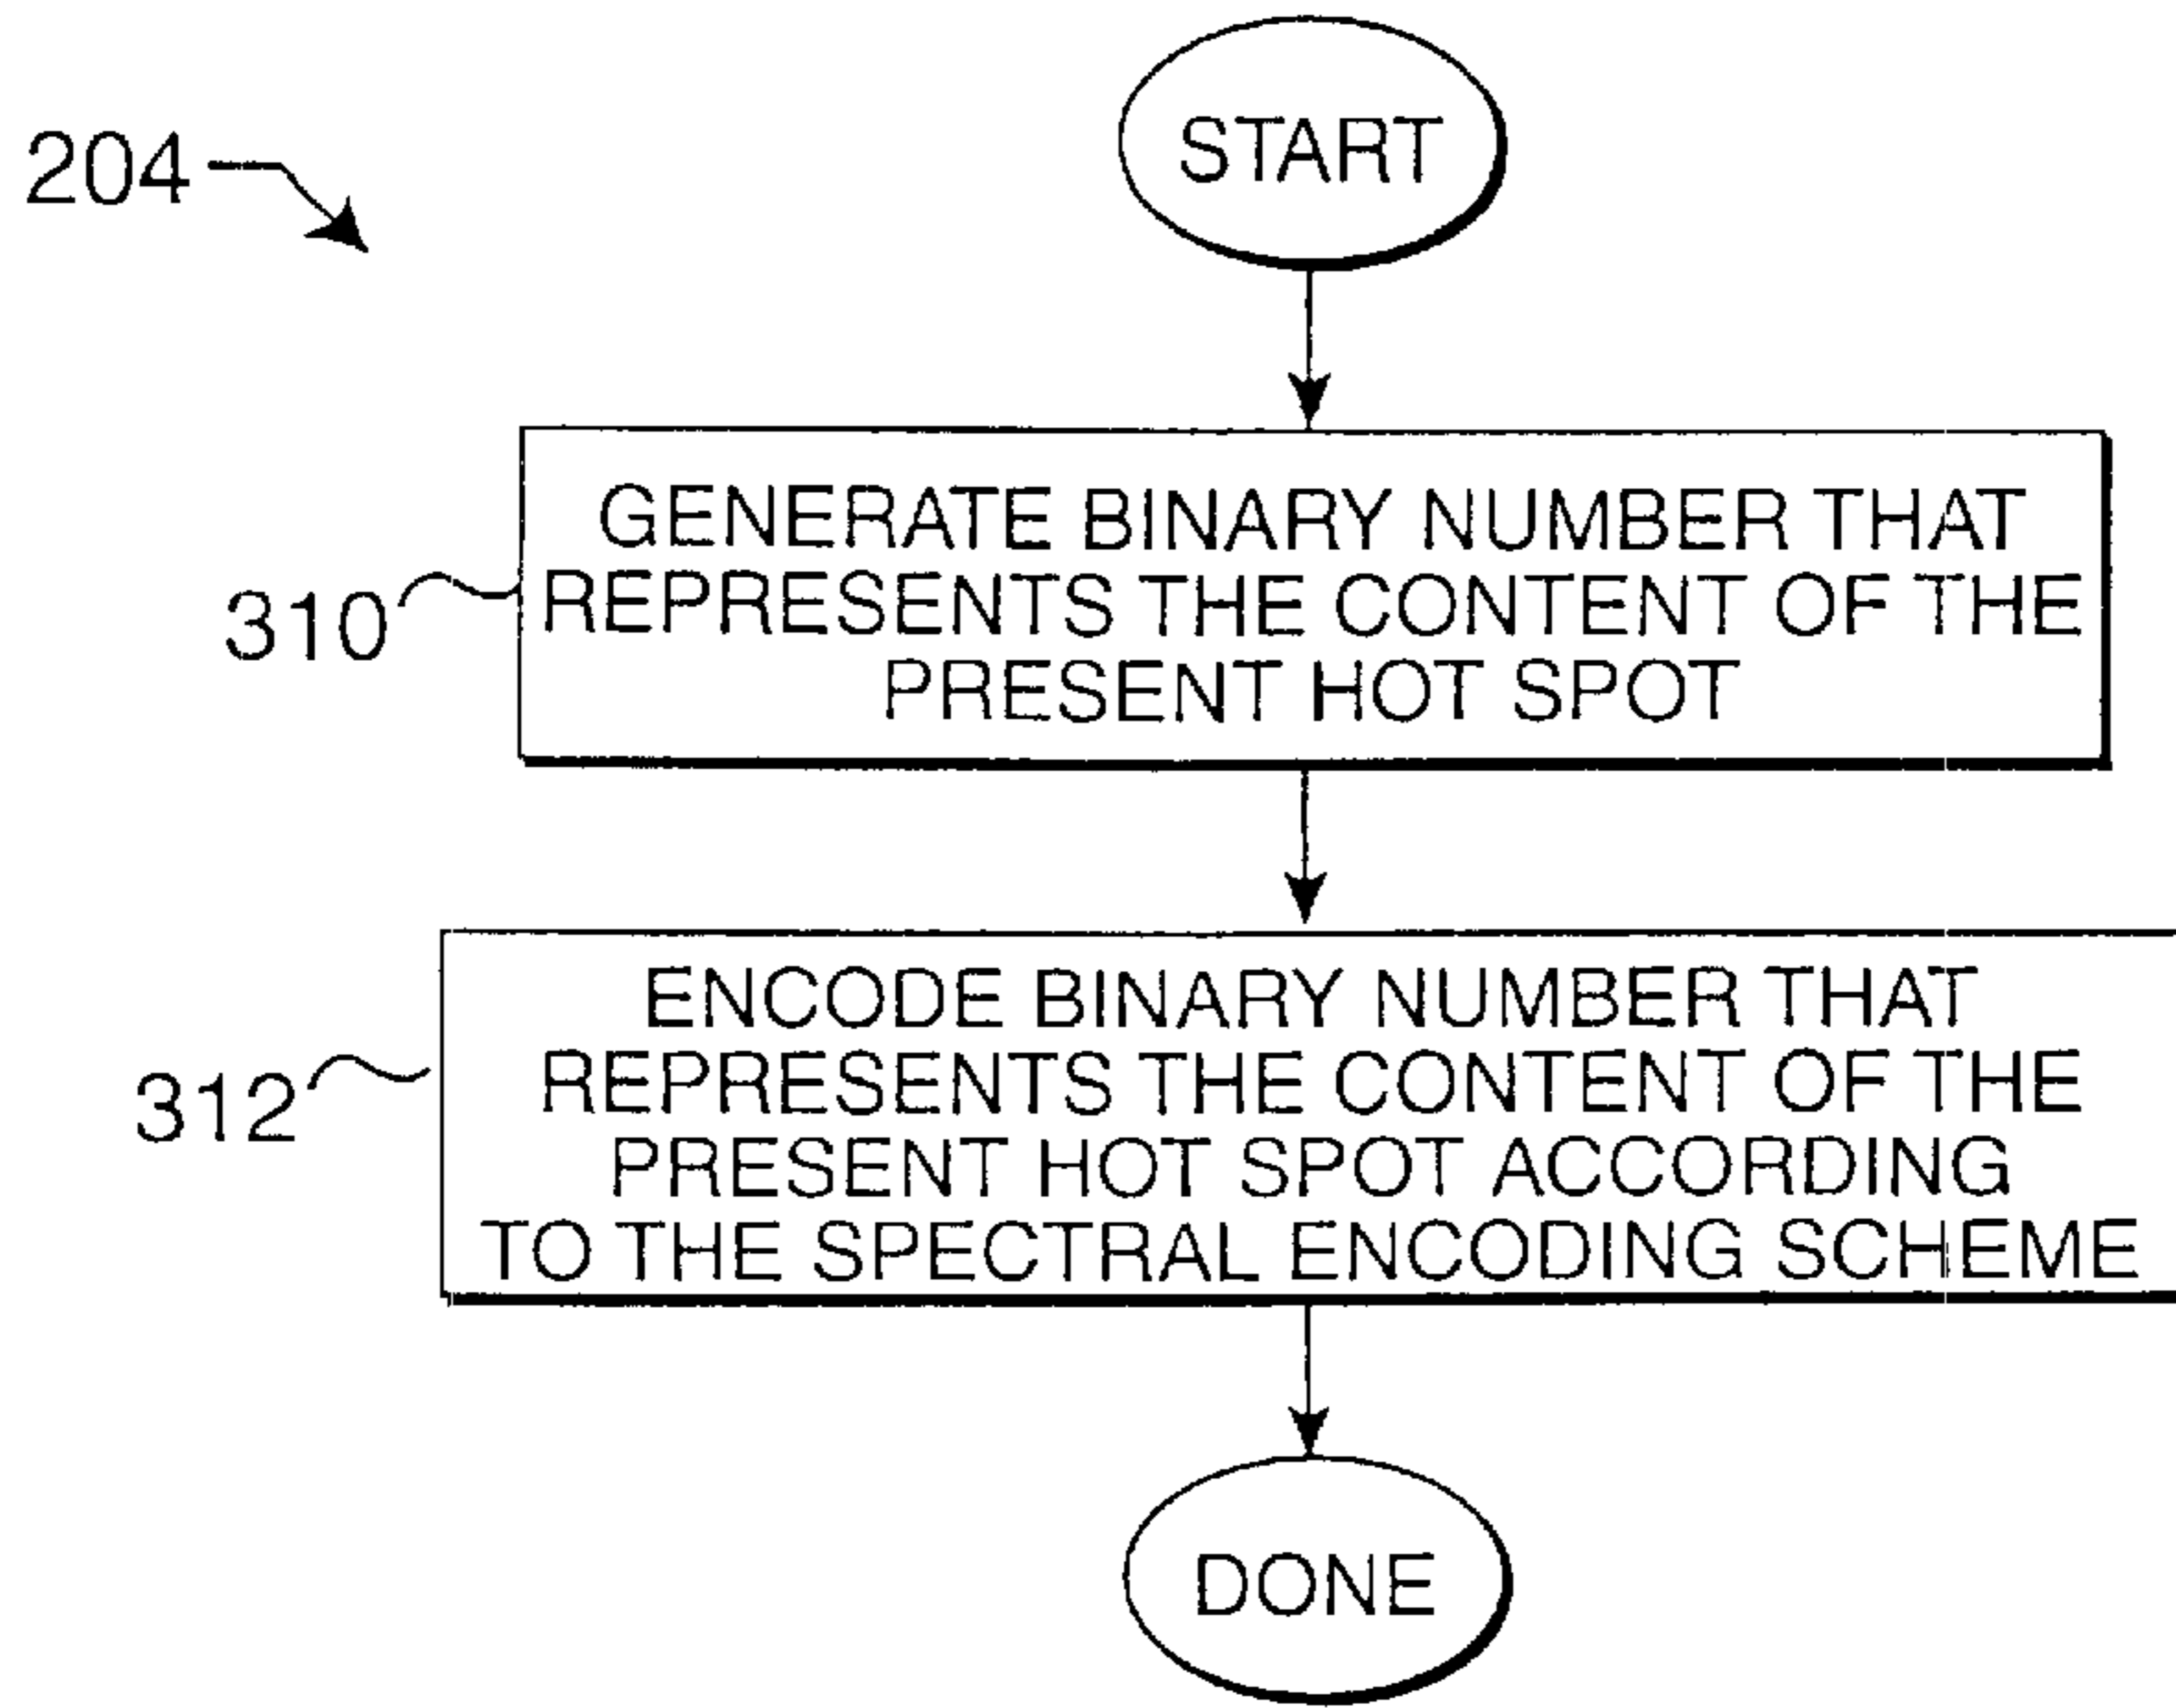 204
START
310
GENERATE BINARY NUMBER THAT
REPRESENTS THE CONTENT OF THE
PRESENT HOT SPOT
312
ENCODE BINARY NUMBER THAT
REPRESENTS THE CONTENT OF THE
PRESENT HOT SPOT ACCORDING
TO THE SPECTRAL ENCODING SCHEME
DONE